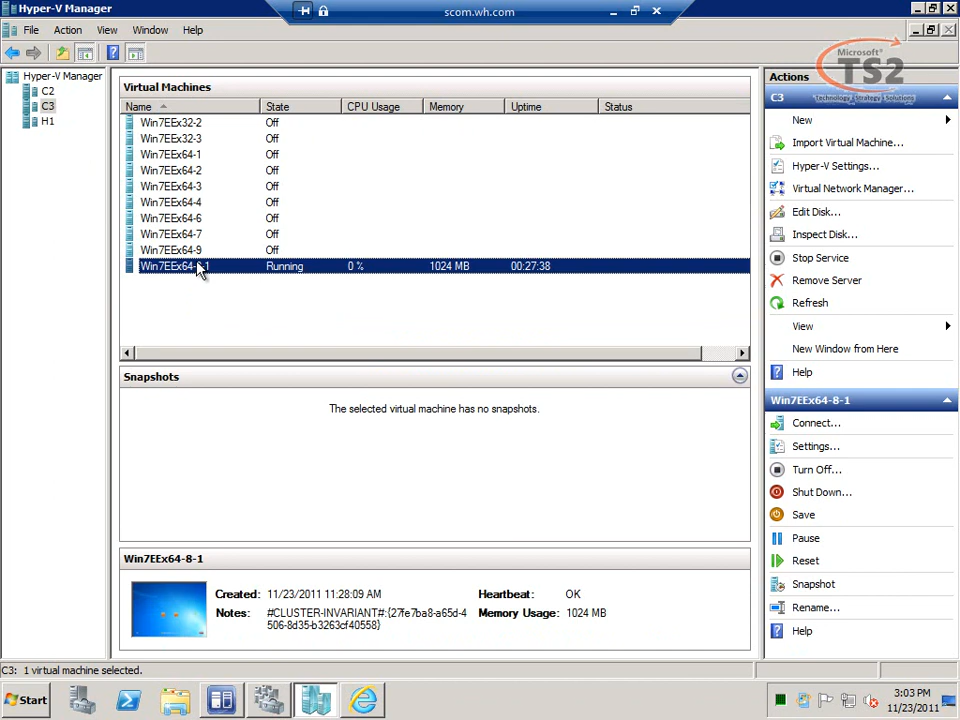 Hyper-V Manager
scom.wh.com
File Action View Window Help
Microsoft®
TS2
Technology | Strategy | Solutions
Hyper-V Manager
C2
C3
H1
Virtual Machines
Name State CPU Usage Memory Uptime Status
Win7EEx32-2 Off
Win7EEx32-3 Off
Win7EEx64-1 Off
Win7EEx64-2 Off
Win7EEx64-3 Off
Win7EEx64-4 Off
Win7EEx64-6 Off
Win7EEx64-7 Off
Win7EEx64-9 Off
Win7EEx64-8-1 Running 0 % 1024 MB 00:27:38
Snapshots
The selected virtual machine has no snapshots.
Win7EEx64-8-1
Created: 11/23/2011 11:28:09 AM Heartbeat: OK
Notes: #CLUSTER-INVARIANT#:{27fe7ba8-a65d-4 Memory Usage: 1024 MB
506-8d35-b3263cf40558}
Actions
C3
New
Import Virtual Machine...
Hyper-V Settings...
Virtual Network Manager...
Edit Disk...
Inspect Disk...
Stop Service
Remove Server
Refresh
View
New Window from Here
Help
Win7EEx64-8-1
Connect...
Settings...
Turn Off...
Shut Down...
Save
Pause
Reset
Snapshot
Rename...
Help
C3: 1 virtual machine selected.
Start
3:03 PM
11/23/2011